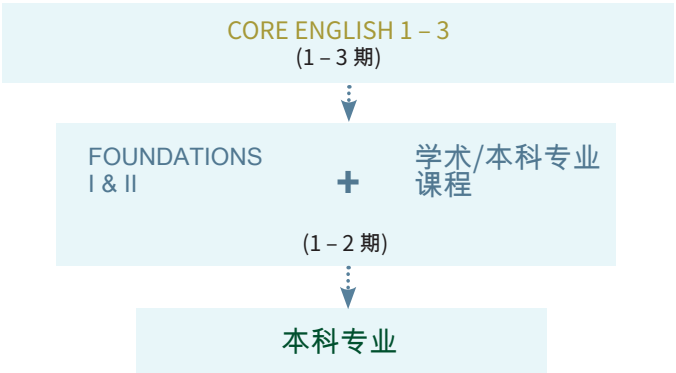 CORE ENGLISH 1 – 3
(1 – 3 期)
FOUNDATIONS
I & II
+
学术/本科专业
课程
(1 – 2 期)
本科专业